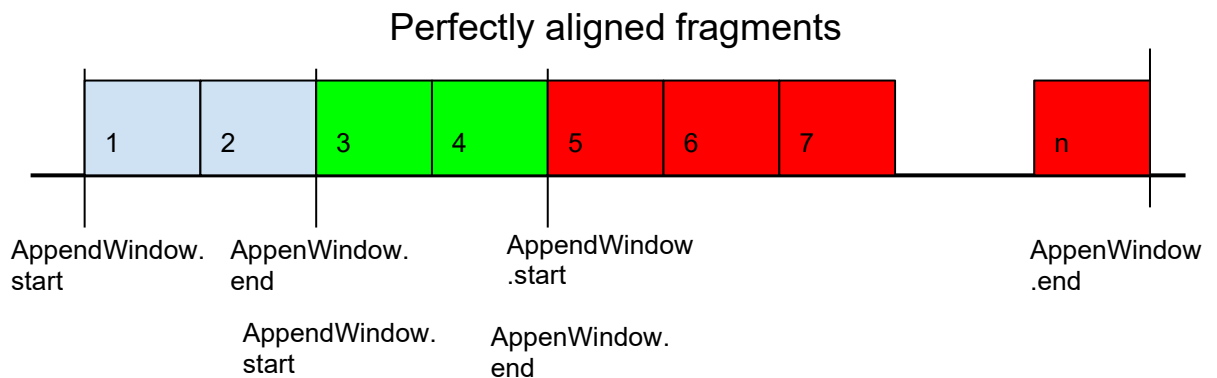 Perfectly aligned fragments
1 2 3 4 5 6 7 n
AppendWindow.
start
AppenWindow.
end
AppendWindow
.start
AppenWindow
.end
AppendWindow.
start
AppenWindow.
end